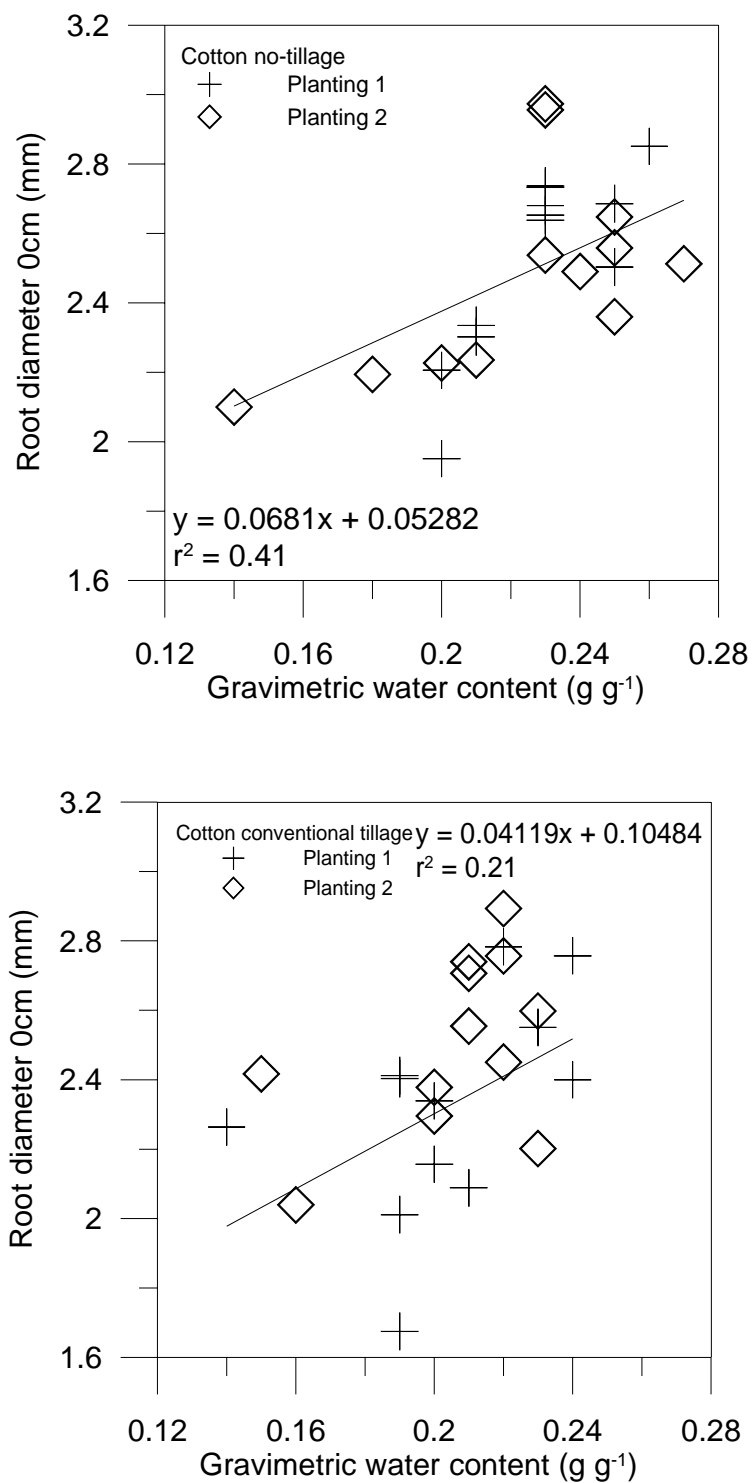 3.2
Cotton no-tillage
Planting 1
Planting 2
2.8
2.4
2
1.6
Root diameter 0cm (mm)
y = 0.0681x + 0.05282
r² = 0.41
0.12 0.16 0.2 0.24 0.28
Gravimetric water content (g g⁻¹)
3.2
Cotton conventional tillage
Planting 1
Planting 2
y = 0.04119x + 0.10484
r² = 0.21
2.8
2.4
2
1.6
Root diameter 0cm (mm)
0.12 0.16 0.2 0.24 0.28
Gravimetric water content (g g⁻¹)